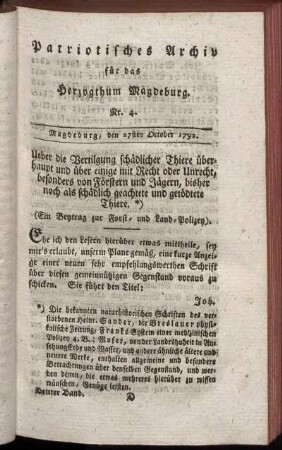 Patriotisches Archiv
für das
Herzogthum Magdeburg.
Nr. 4.
Magdeburg, den 27sten October 1792.
Ueber die Vertilgung schädlicher Thiere über-
haupt und über einige mit Recht oder Unrecht,
besonders von Förstern und Jägern, bisher
noch als schädlich geachtete und getödtete
Thiere. *)
(Ein Beytrag zur Forst- und Land-Polizey).
Ehe ich den Lesern hierüber etwas mittheile, sey
mir's erlaubt, unserm Plane gemäß, eine kurze Anzei-
ge einer neuen sehr empfehlungswerthen Schrift
über diesen gemeinnützigen Gegenstand voraus zu
schicken. Sie führt den Titel:
Joh.
*) Die bekannten naturhistorischen Schriften des ver-
storbenen Heinr. Sander, die Breslauer physi-
kalische Zeitung, Franks System einer medizinischen
Polizey 4. B.; Moser, von der Landshoheit in An-
sehung Erde und Wasser, und andere ähnliche ältere und
neuere Werke, enthalten allgemeine und besondere
Betrachtungen über denselben Gegenstand, und wer-
den denen, die etwas mehrers hierüber zu wissen
wünschen, Genüge leisten.
Dritter Band. D